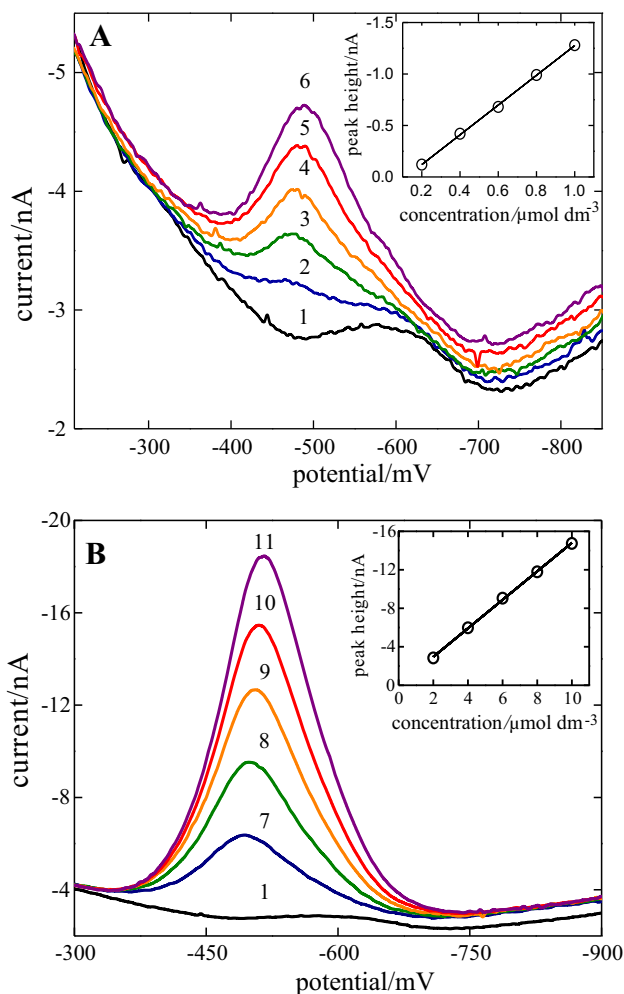 A
-5
-4
-3
-2
current/nA
-300 -400 -500 -600 -700 -800
potential/mV
6
5
4
3
2
1
-1.5
-1.0
-0.5
0.0
peak height/nA
0.2 0.4 0.6 0.8 1.0
concentration/µmol dm-3
B
-20
-16
-12
-8
-4
current/nA
-300 -450 -600 -750 -900
potential/mV
11
10
9
8
7
1
-16
-12
-8
-4
0
peak height/nA
0 2 4 6 8 10
concentration/µmol dm-3